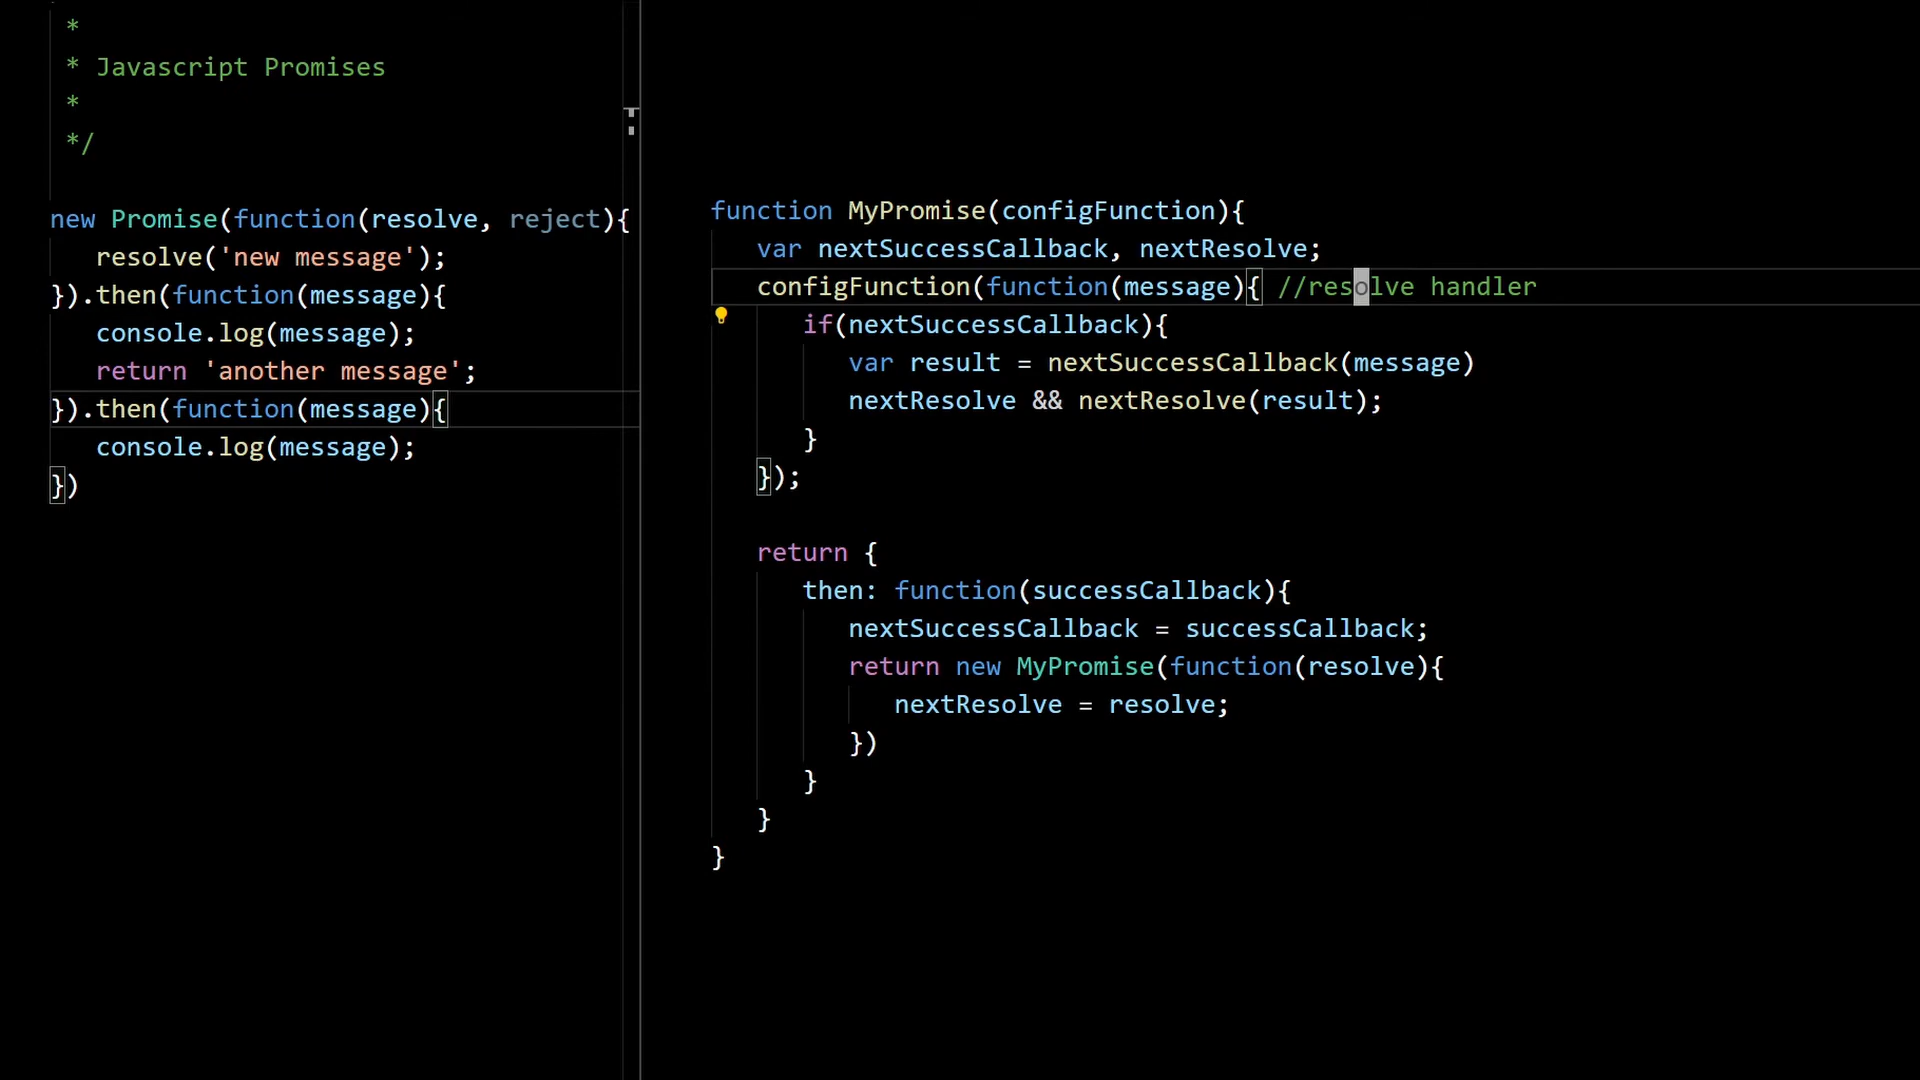 *
* Javascript Promises
*
*/
new Promise(function(resolve, reject){
resolve('new message');
}).then(function(message){
console.log(message);
return 'another message';
}).then(function(message){
console.log(message);
})
function MyPromise(configFunction){
var nextSuccessCallback, nextResolve;
configFunction(function(message){ //resolve handler
if(nextSuccessCallback){
var result = nextSuccessCallback(message)
nextResolve && nextResolve(result);
}
});
return {
then: function(successCallback){
nextSuccessCallback = successCallback;
return new MyPromise(function(resolve){
nextResolve = resolve;
})
}
}
}